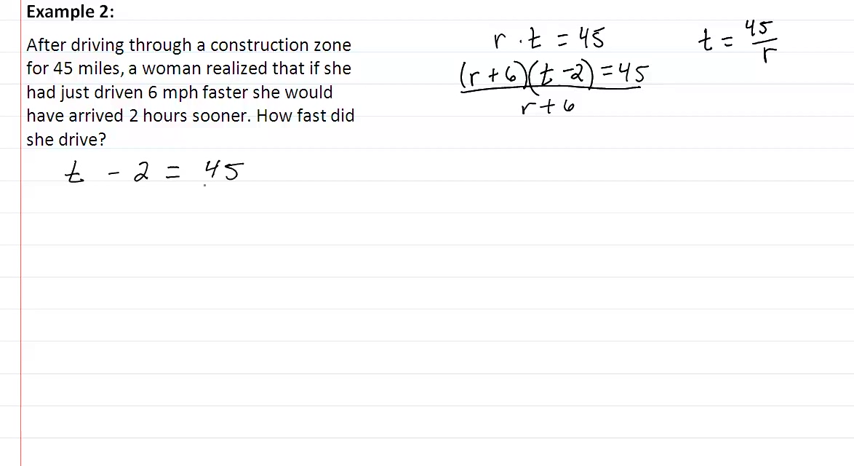 Example 2:
After driving through a construction zone
for 45 miles, a woman realized that if she
had just driven 6 mph faster she would
have arrived 2 hours sooner. How fast did
she drive?
t - 2 = 45
r · t = 45
(r + 6)(t - 2) = 45
r + 6
t = 45/r